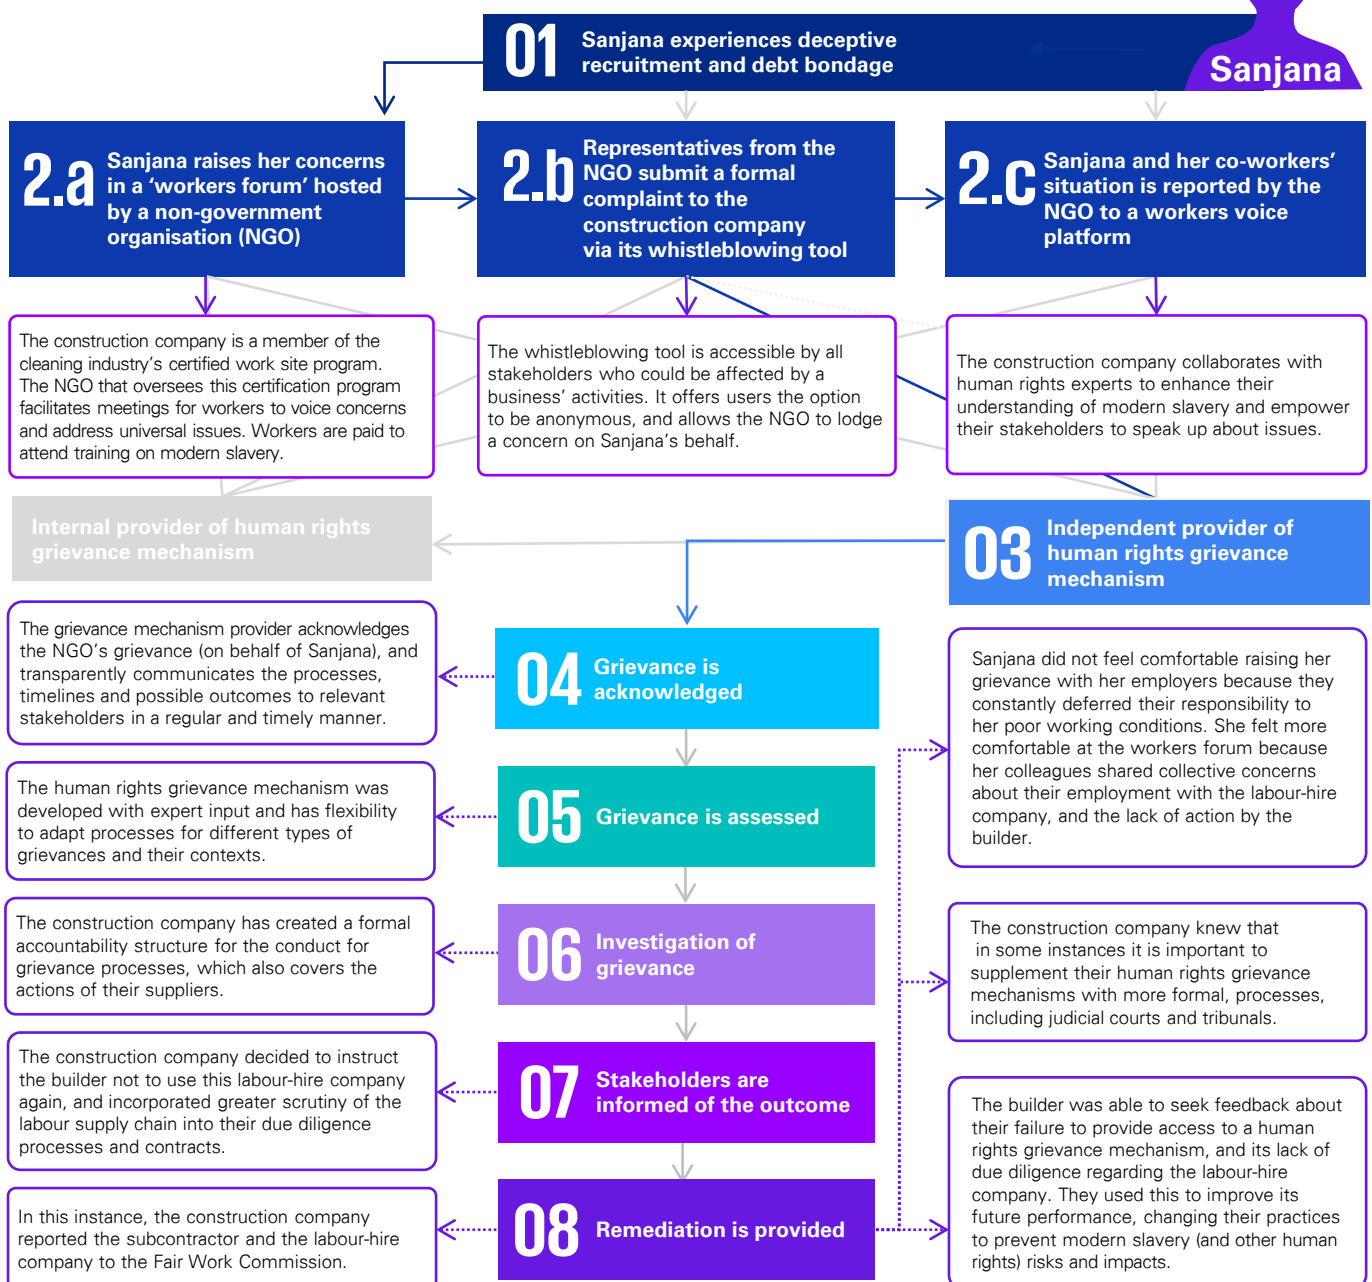 01
Sanjana experiences deceptive
recruitment and debt bondage
Sanjana
2.a
Sanjana raises her concerns
in a ‘workers forum’ hosted
by a non-government
organisation (NGO)
2.b
Representatives from the
NGO submit a formal
complaint to the
construction company
via its whistleblowing tool
2.c
Sanjana and her co-workers’
situation is reported by the
NGO to a workers voice
platform
The construction company is a member of the
cleaning industry’s certified work site program.
The NGO that oversees this certification program
facilitates meetings for workers to voice concerns
and address universal issues. Workers are paid to
attend training on modern slavery.
The whistleblowing tool is accessible by all
stakeholders who could be affected by a
business’ activities. It offers users the option
to be anonymous, and allows the NGO to lodge
a concern on Sanjana’s behalf.
The construction company collaborates with
human rights experts to enhance their
understanding of modern slavery and empower
their stakeholders to speak up about issues.
Internal provider of human rights
grievance mechanism
03
Independent provider of
human rights grievance
mechanism
The grievance mechanism provider acknowledges
the NGO’s grievance (on behalf of Sanjana), and
transparently communicates the processes,
timelines and possible outcomes to relevant
stakeholders in a regular and timely manner.
04
Grievance is
acknowledged
Sanjana did not feel comfortable raising her
grievance with her employers because they
constantly deferred their responsibility to
her poor working conditions. She felt more
comfortable at the workers forum because
her colleagues shared collective concerns
about their employment with the labour-hire
company, and the lack of action by the
builder.
The human rights grievance mechanism was
developed with expert input and has flexibility
to adapt processes for different types of
grievances and their contexts.
05
Grievance is assessed
The construction company has created a formal
accountability structure for the conduct for
grievance processes, which also covers the
actions of their suppliers.
06
Investigation of
grievance
The construction company knew that
in some instances it is important to
supplement their human rights grievance
mechanisms with more formal, processes,
including judicial courts and tribunals.
The construction company decided to instruct
the builder not to use this labour-hire company
again, and incorporated greater scrutiny of the
labour supply chain into their due diligence
processes and contracts.
07
Stakeholders are
informed of the outcome
The builder was able to seek feedback about
their failure to provide access to a human
rights grievance mechanism, and its lack of
due diligence regarding the labour-hire
company. They used this to improve its
future performance, changing their practices
to prevent modern slavery (and other human
rights) risks and impacts.
In this instance, the construction company
reported the subcontractor and the labour-hire
company to the Fair Work Commission.
08
Remediation is provided